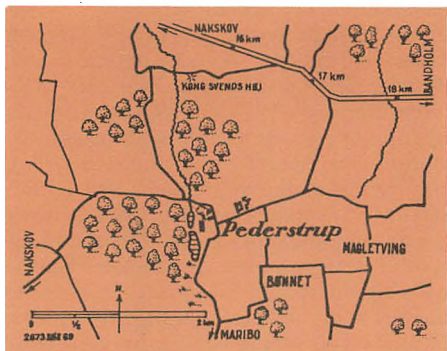 NAKSKOV
16 km
17 km
18 km
BANDHOLM
KONG SVENDS HØJ
Pederstrup
MAGLETVING
BØNNET
NAKSKOV
N.
0 ½ 2 km
MARIBO